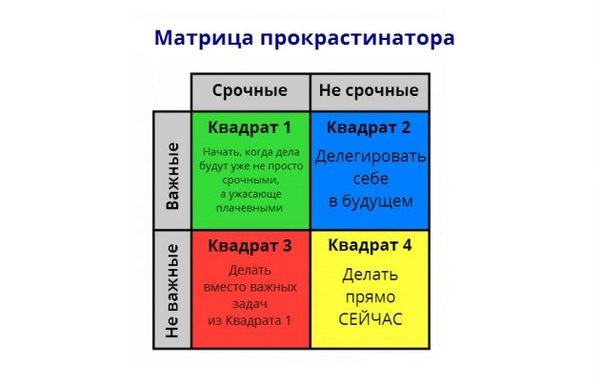 Матрица прокрастинатора
Срочные
Не срочные
Важные
Квадрат 1
Начать, когда дела
будут уже не просто
срочными,
а ужасающе
плачевными
Квадрат 2
Делегировать
себе
в будущем
Не важные
Квадрат 3
Делать
вместо важных
задач
из Квадрата 1
Квадрат 4
Делать
прямо
СЕЙЧАС